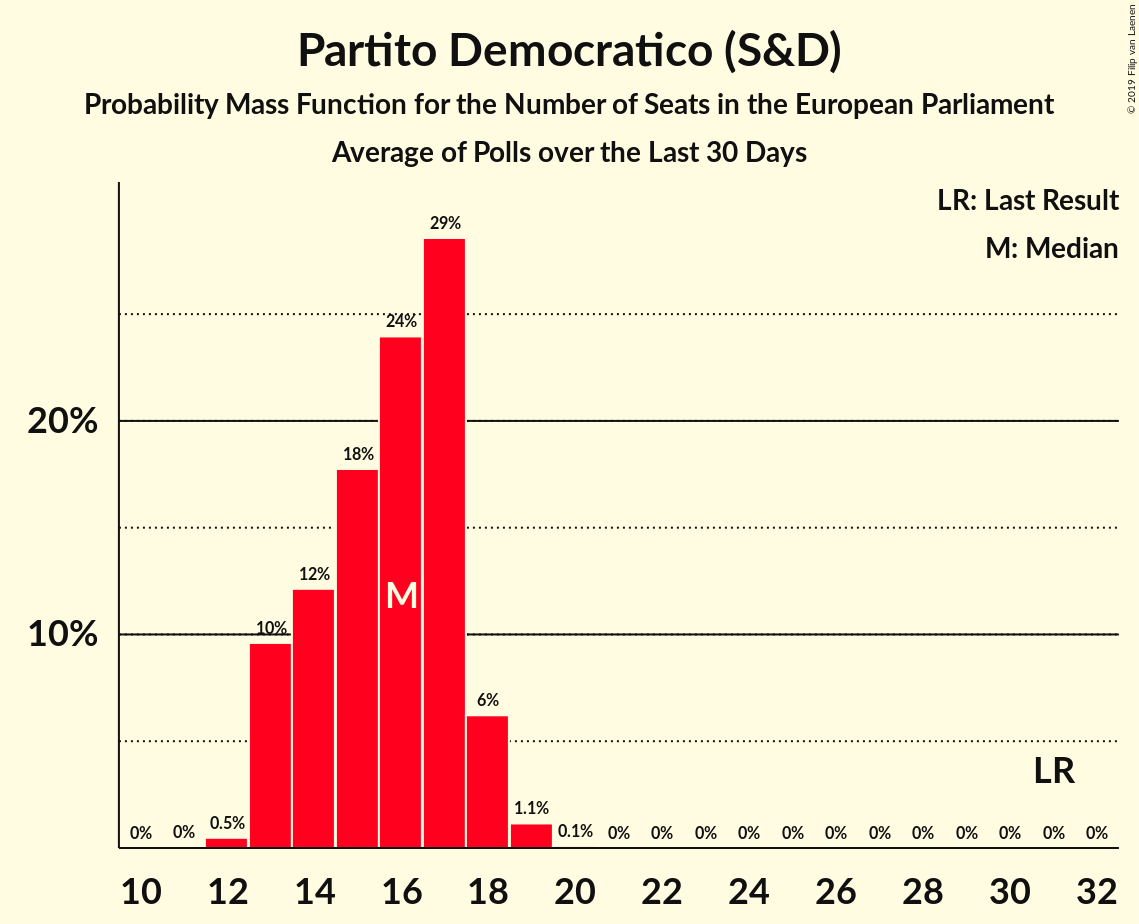 Partito Democratico (S&D)
Probability Mass Function for the Number of Seats in the European Parliament
Average of Polls over the Last 30 Days
© 2019 Filip van Laenen
LR: Last Result
M: Median
29%
24%
20%
18%
12%
M
10%
10%
6%
LR
1.1%
0.5%
0% 0% 0.1% 0% 0% 0% 0% 0% 0% 0% 0% 0% 0% 0% 0%
10 12 14 16 18 20 22 24 26 28 30 32